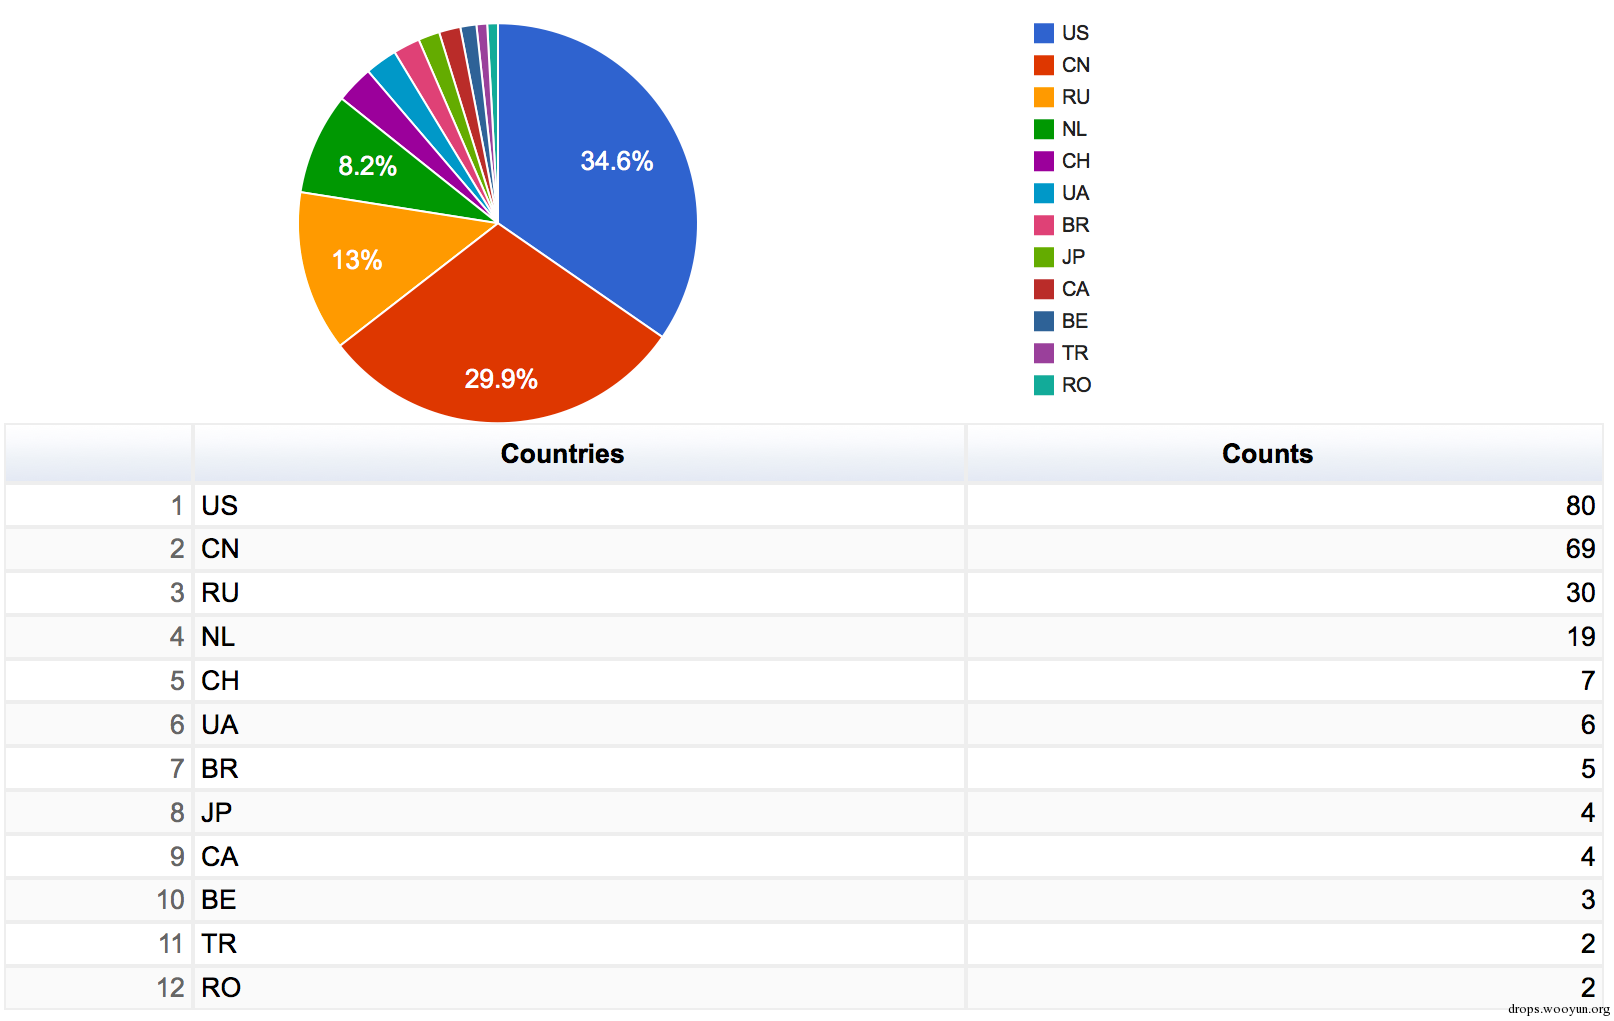 34.6%
8.2%
13%
29.9%
US
CN
RU
NL
CH
UA
BR
JP
CA
BE
TR
RO
Countries Counts
1 US 80
2 CN 69
3 RU 30
4 NL 19
5 CH 7
6 UA 6
7 BR 5
8 JP 4
9 CA 4
10 BE 3
11 TR 2
12 RO 2
drops.wooyun.org